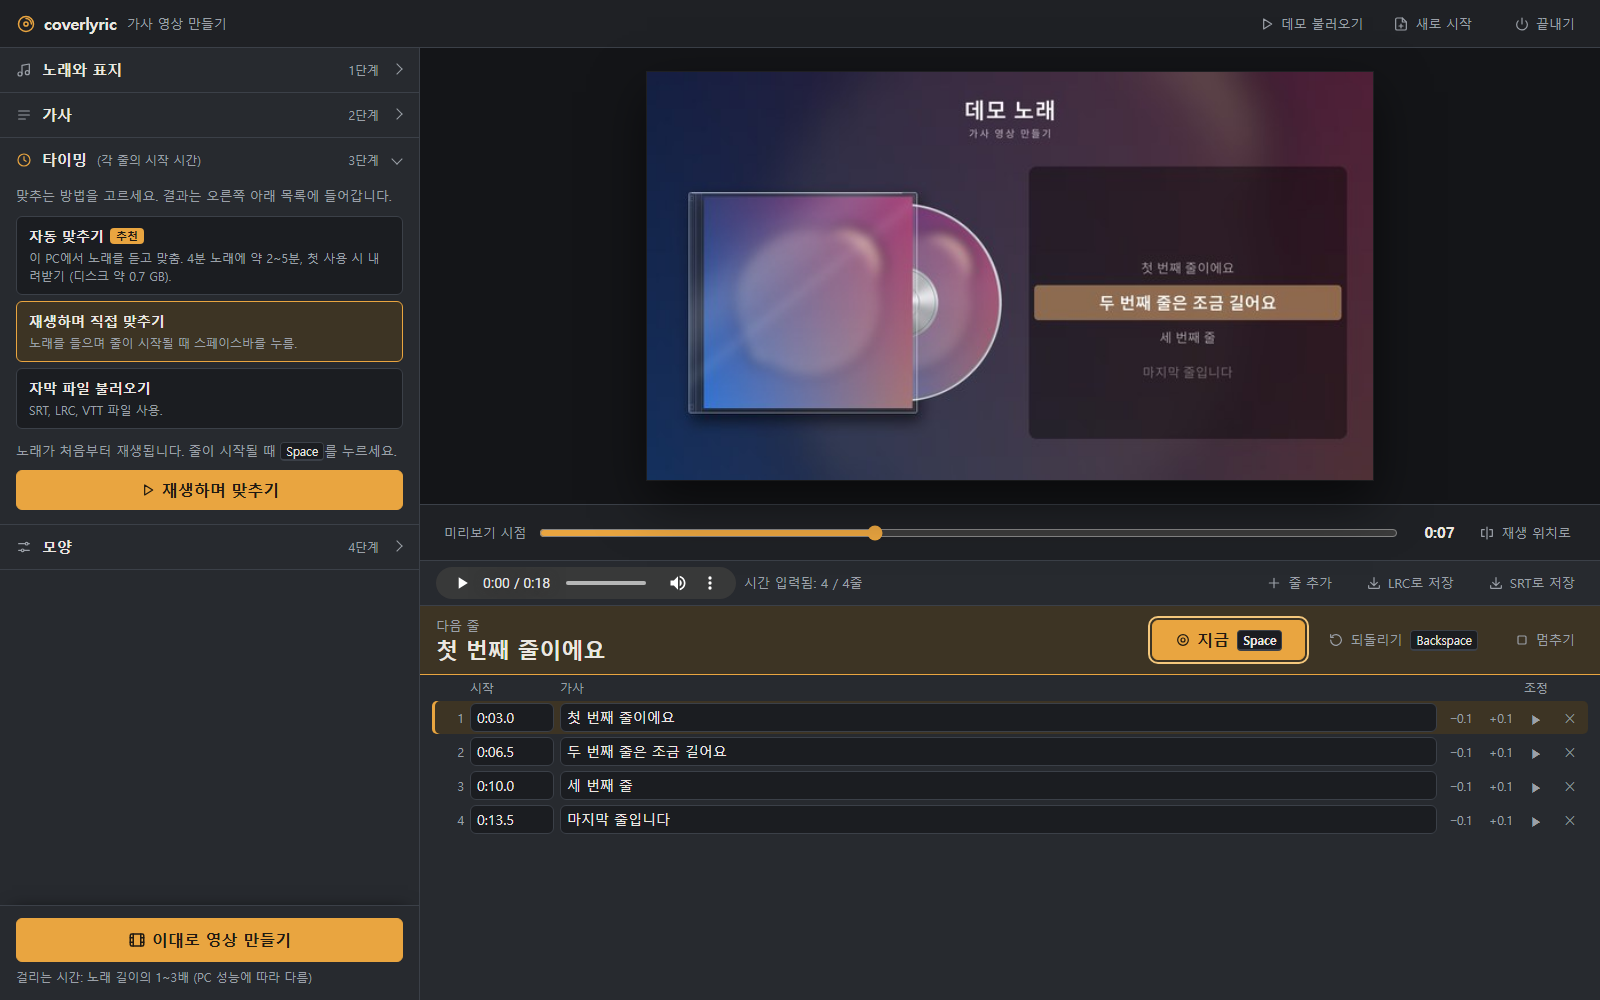 coverlyric 가사 영상 만들기
데모 불러오기
새로 시작
끝내기
노래와 표지 1단계
가사 2단계
타이밍 (각 줄의 시작 시간) 3단계
맞추는 방법을 고르세요. 결과는 오른쪽 아래 목록에 들어갑니다.
자동 맞추기 추천
이 PC에서 노래를 듣고 맞춤. 4분 노래에 약 2~5분, 첫 사용 시 내
려받기 (디스크 약 0.7 GB).
재생하며 직접 맞추기
노래를 들으며 줄이 시작될 때 스페이스바를 누름.
자막 파일 불러오기
SRT, LRC, VTT 파일 사용.
노래가 처음부터 재생됩니다. 줄이 시작될 때 Space 를 누르세요.
재생하며 맞추기
모양 4단계
이대로 영상 만들기
걸리는 시간: 노래 길이의 1~3배 (PC 성능에 따라 다름)
데모 노래
가사 영상 만들기
첫 번째 줄이에요
두 번째 줄은 조금 길어요
세 번째 줄
마지막 줄입니다
미리보기 시점 0:07 재생 위치로
0:00 / 0:18 시간 입력됨: 4 / 4줄 줄 추가 LRC로 저장 SRT로 저장
다음 줄
첫 번째 줄이에요
지금 Space 되돌리기 Backspace 멈추기
시작 가사 조정
1 0:03.0 첫 번째 줄이에요 −0.1 +0.1
2 0:06.5 두 번째 줄은 조금 길어요 −0.1 +0.1
3 0:10.0 세 번째 줄 −0.1 +0.1
4 0:13.5 마지막 줄입니다 −0.1 +0.1